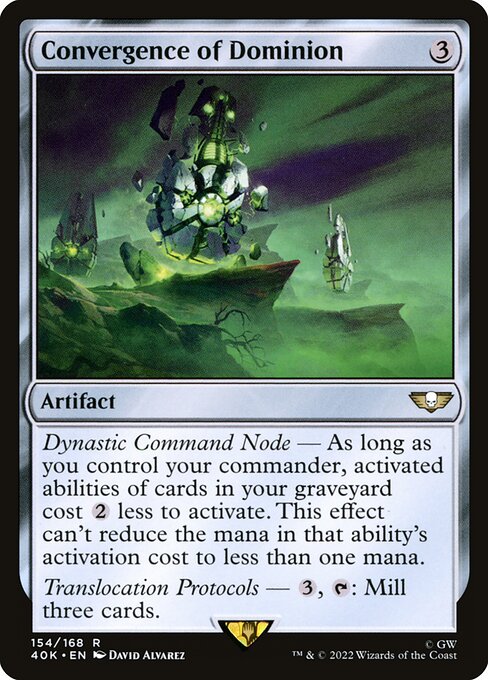 Convergence of Dominion 3
Artifact
Dynastic Command Node — As long as
you control your commander, activated
abilities of cards in your graveyard
cost 2 less to activate. This effect
can't reduce the mana in that ability's
activation cost to less than one mana.
Translocation Protocols — 3, : Mill
three cards.
154/168 R
40K • EN DAVID ALVAREZ
© GW
™ & © 2022 Wizards of the Coast